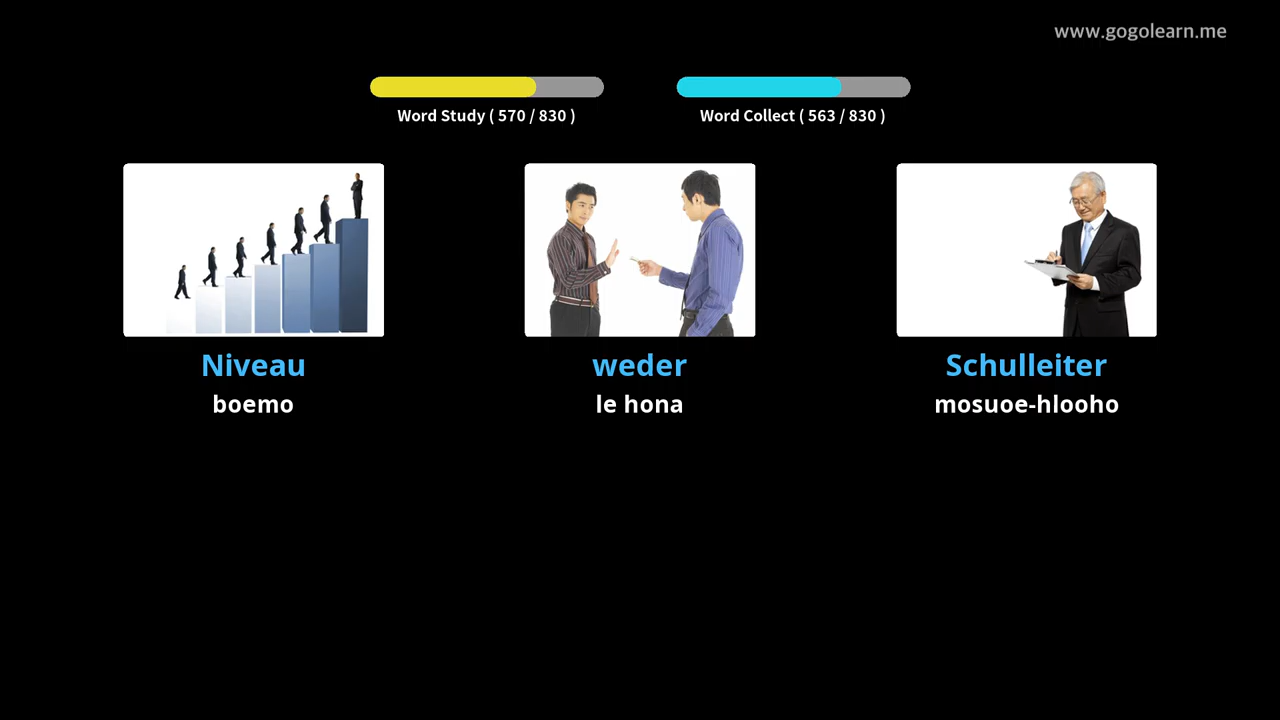 www.gogolearn.me
Word Study ( 570 / 830 )
Word Collect ( 563 / 830 )
Niveau
boemo
weder
le hona
Schulleiter
mosuoe-hlooho